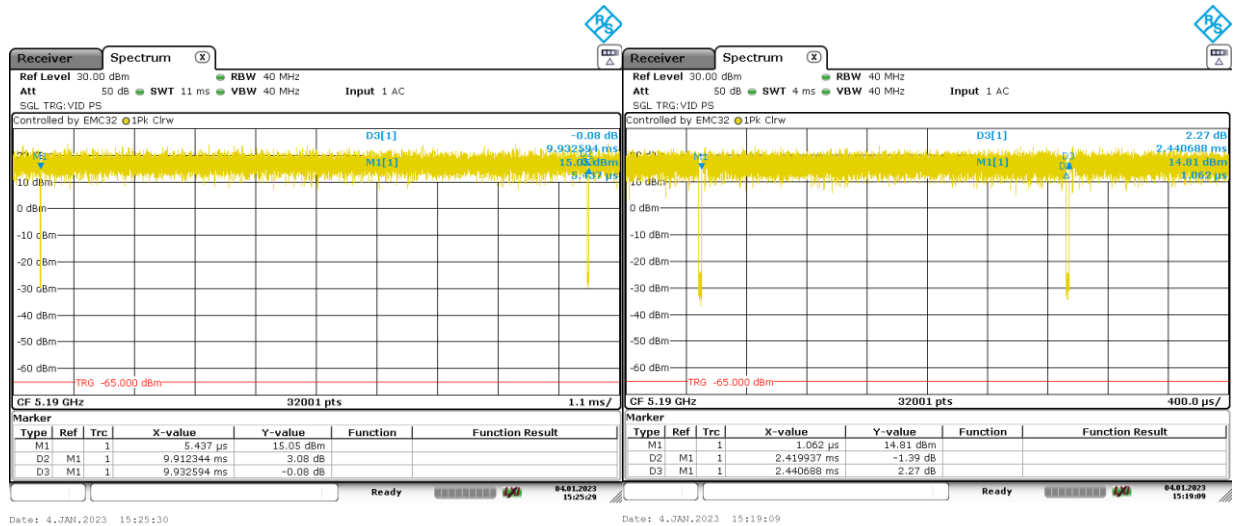 Receiver Spectrum X
Ref Level 30.00 dBm RBW 40 MHz
Att 50 dB SWT 11 ms VBW 40 MHz Input 1 AC
SGL TRG:VID PS
Controlled by EMC32 1Pk Clrw
D3[1] -0.08 dB
9.932594 ms
M1[1] 15.05 dBm
5.437 µs
M1
10 dBm
0 dBm
-10 dBm
-20 dBm
-30 dBm
-40 dBm
-50 dBm
-60 dBm
TRG -65.000 dBm
CF 5.19 GHz 32001 pts 1.1 ms/
Marker
Type Ref Trc X-value Y-value Function Function Result
M1 1 5.437 µs 15.05 dBm
D2 M1 1 9.912344 ms 3.08 dB
D3 M1 1 9.932594 ms -0.08 dB
Ready LXI 04.01.2023
15:25:29
Date: 4.JAN.2023 15:25:30
R&S
Receiver Spectrum X
Ref Level 30.00 dBm RBW 40 MHz
Att 50 dB SWT 4 ms VBW 40 MHz Input 1 AC
SGL TRG:VID PS
Controlled by EMC32 1Pk Clrw
D3[1] 2.27 dB
2.440688 ms
M1[1] 14.81 dBm
1.062 µs
M1
D3
10 dBm
0 dBm
-10 dBm
-20 dBm
-30 dBm
-40 dBm
-50 dBm
-60 dBm
TRG -65.000 dBm
CF 5.19 GHz 32001 pts 400.0 µs/
Marker
Type Ref Trc X-value Y-value Function Function Result
M1 1 1.062 µs 14.81 dBm
D2 M1 1 2.419937 ms -1.39 dB
D3 M1 1 2.440688 ms 2.27 dB
Ready LXI 04.01.2023
15:19:09
Date: 4.JAN.2023 15:19:09
R&S